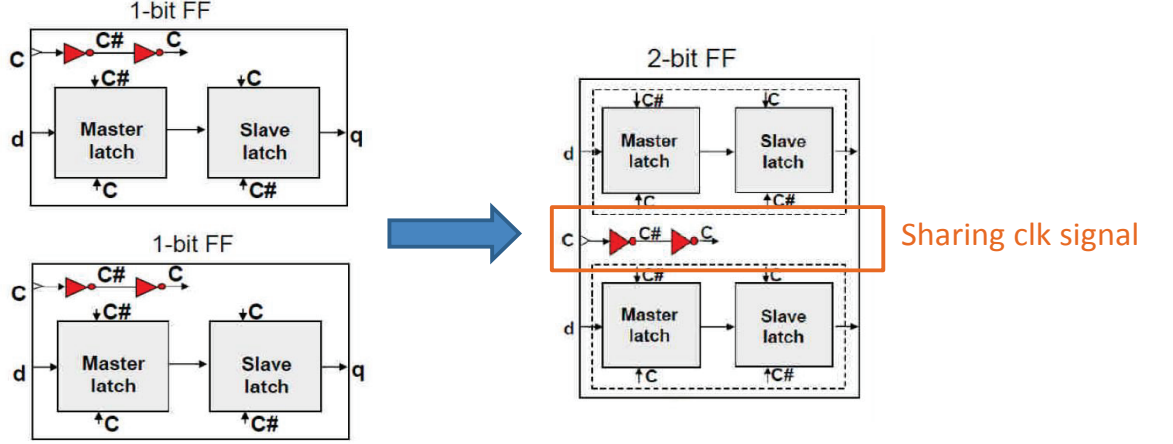 1-bit FF
C
C#
C
C#
C
d
Master
latch
Slave
latch
q
C
C#
1-bit FF
C
C#
C
C#
C
d
Master
latch
Slave
latch
q
C
C#
2-bit FF
C#
C
d
Master
latch
Slave
latch
C
C#
C
C#
C
Sharing clk signal
C#
C
d
Master
latch
Slave
latch
C
C#